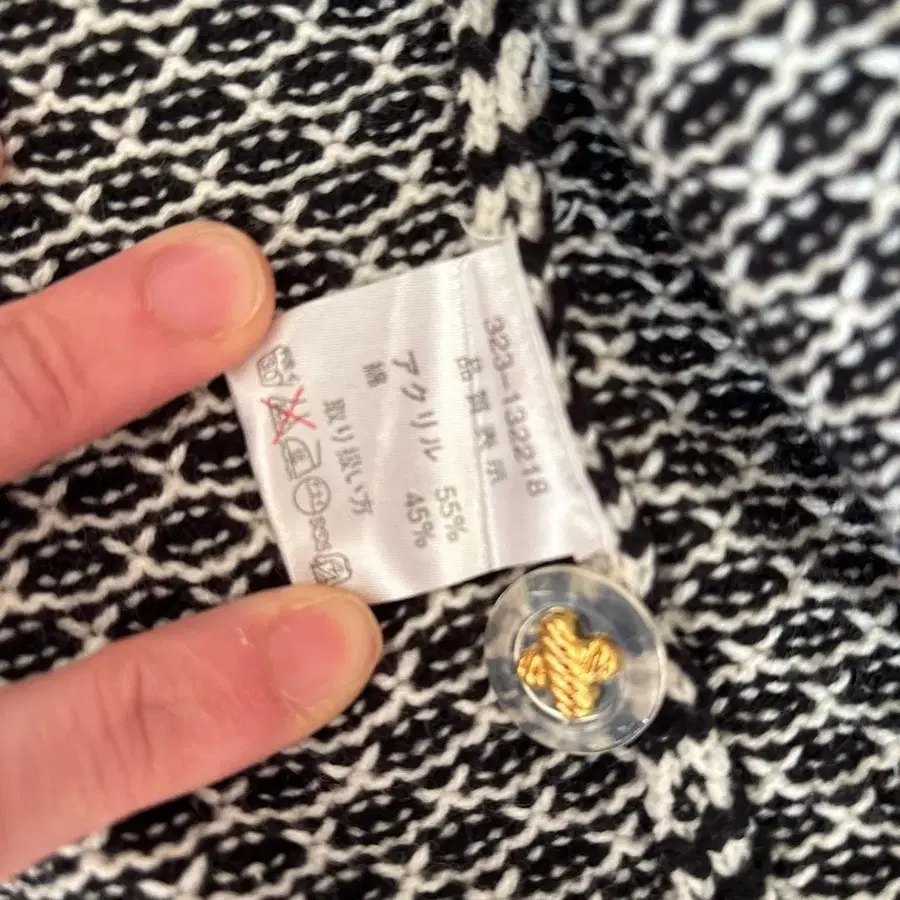 323-132218
品質表示
アクリル 55%
綿 45%
取り扱い方